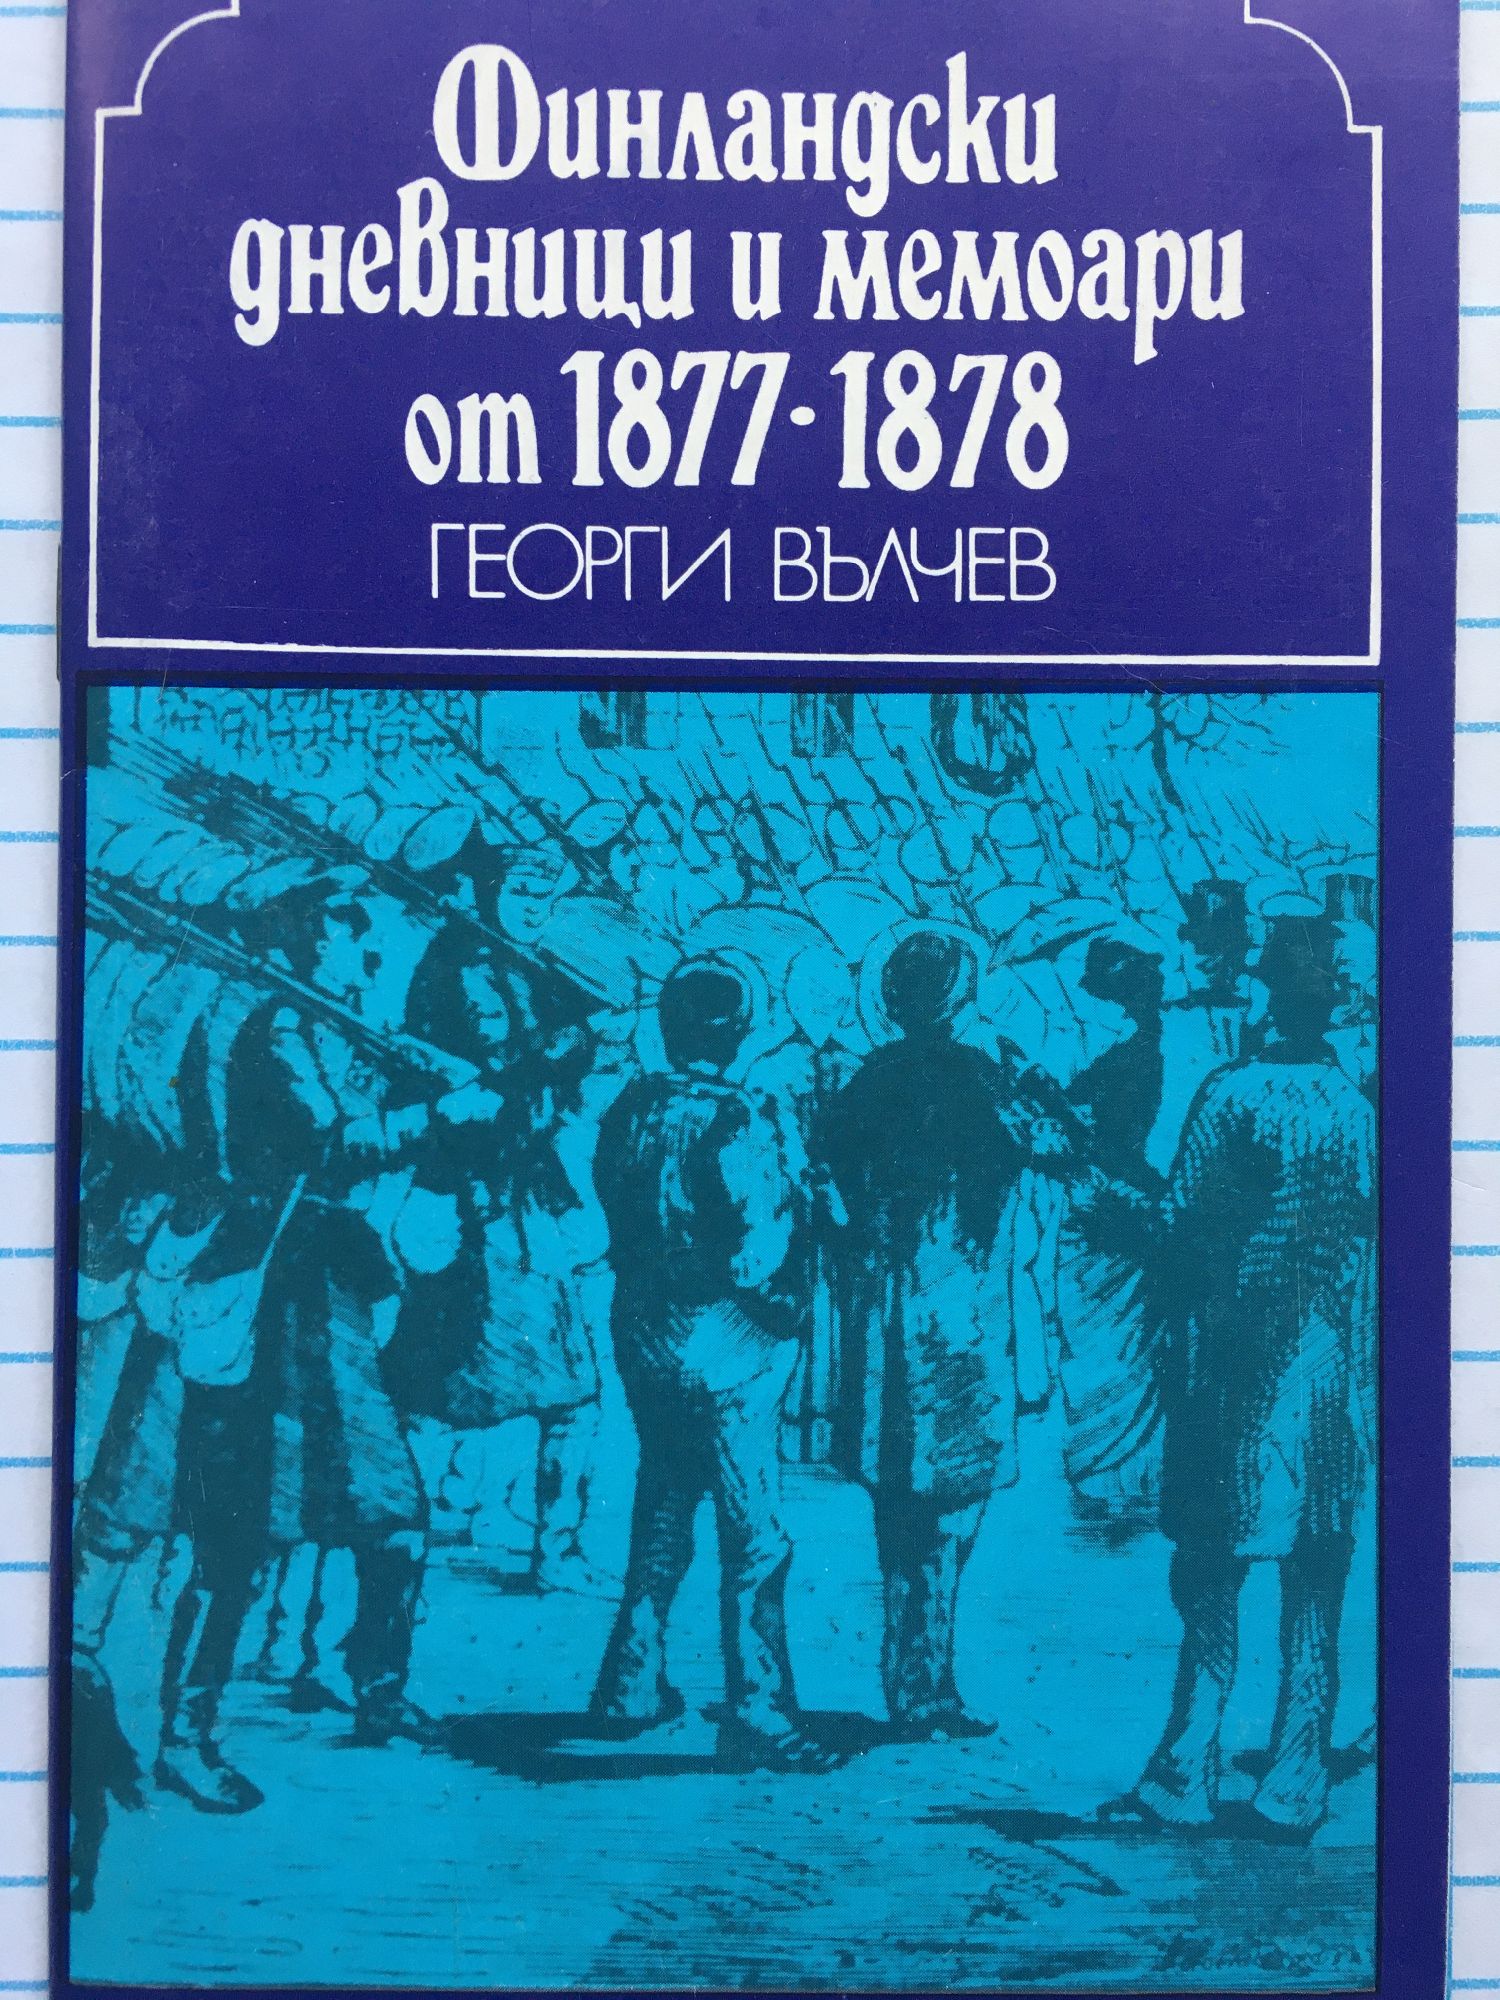 Финландски
дневници и мемоари
от 1877-1878
ГЕОРГИ ВЪЛЧЕВ